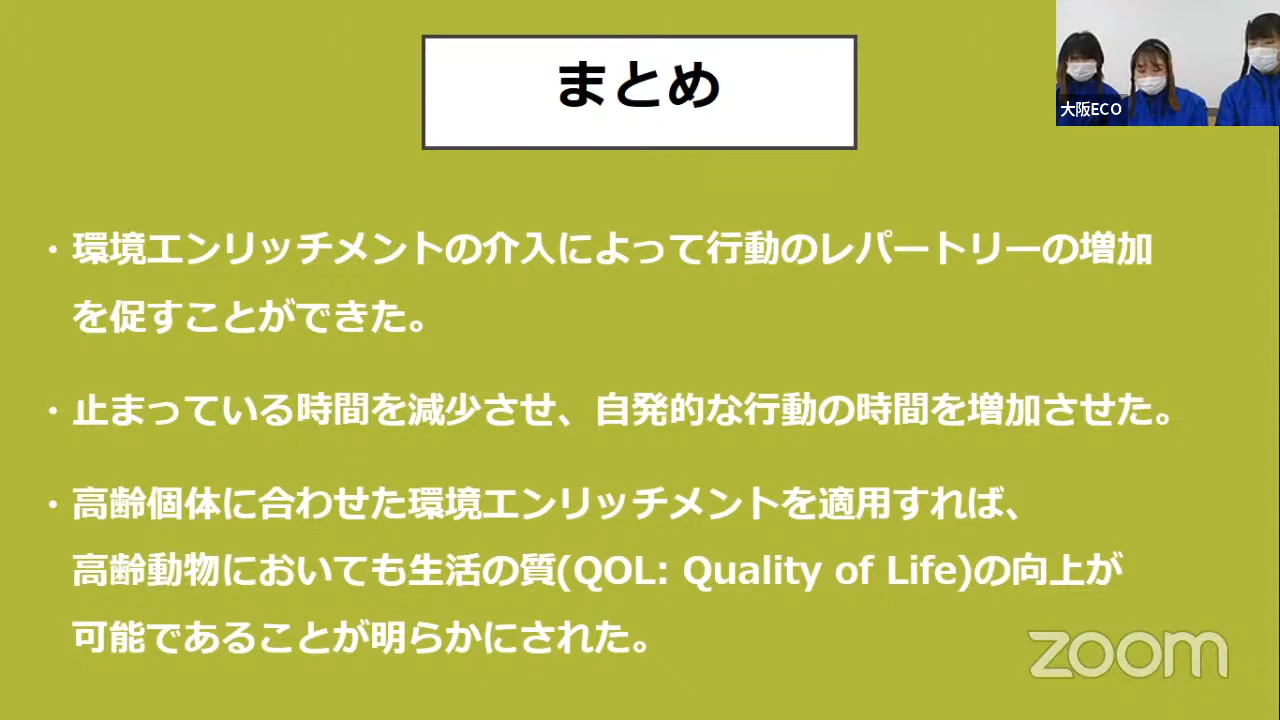 まとめ
大阪ECO
・環境エンリッチメントの介入によって行動のレパートリーの増加
を促すことができた。
・止まっている時間を減少させ、自発的な行動の時間を増加させた。
・高齢個体に合わせた環境エンリッチメントを適用すれば、
高齢動物においても生活の質(QOL: Quality of Life)の向上が
可能であることが明らかにされた。
zoom